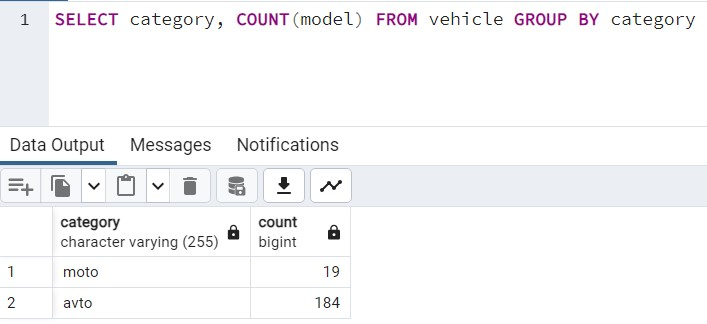 1 SELECT category, COUNT(model) FROM vehicle GROUP BY category
Data Output Messages Notifications
category count
character varying (255) bigint
1 moto 19
2 avto 184